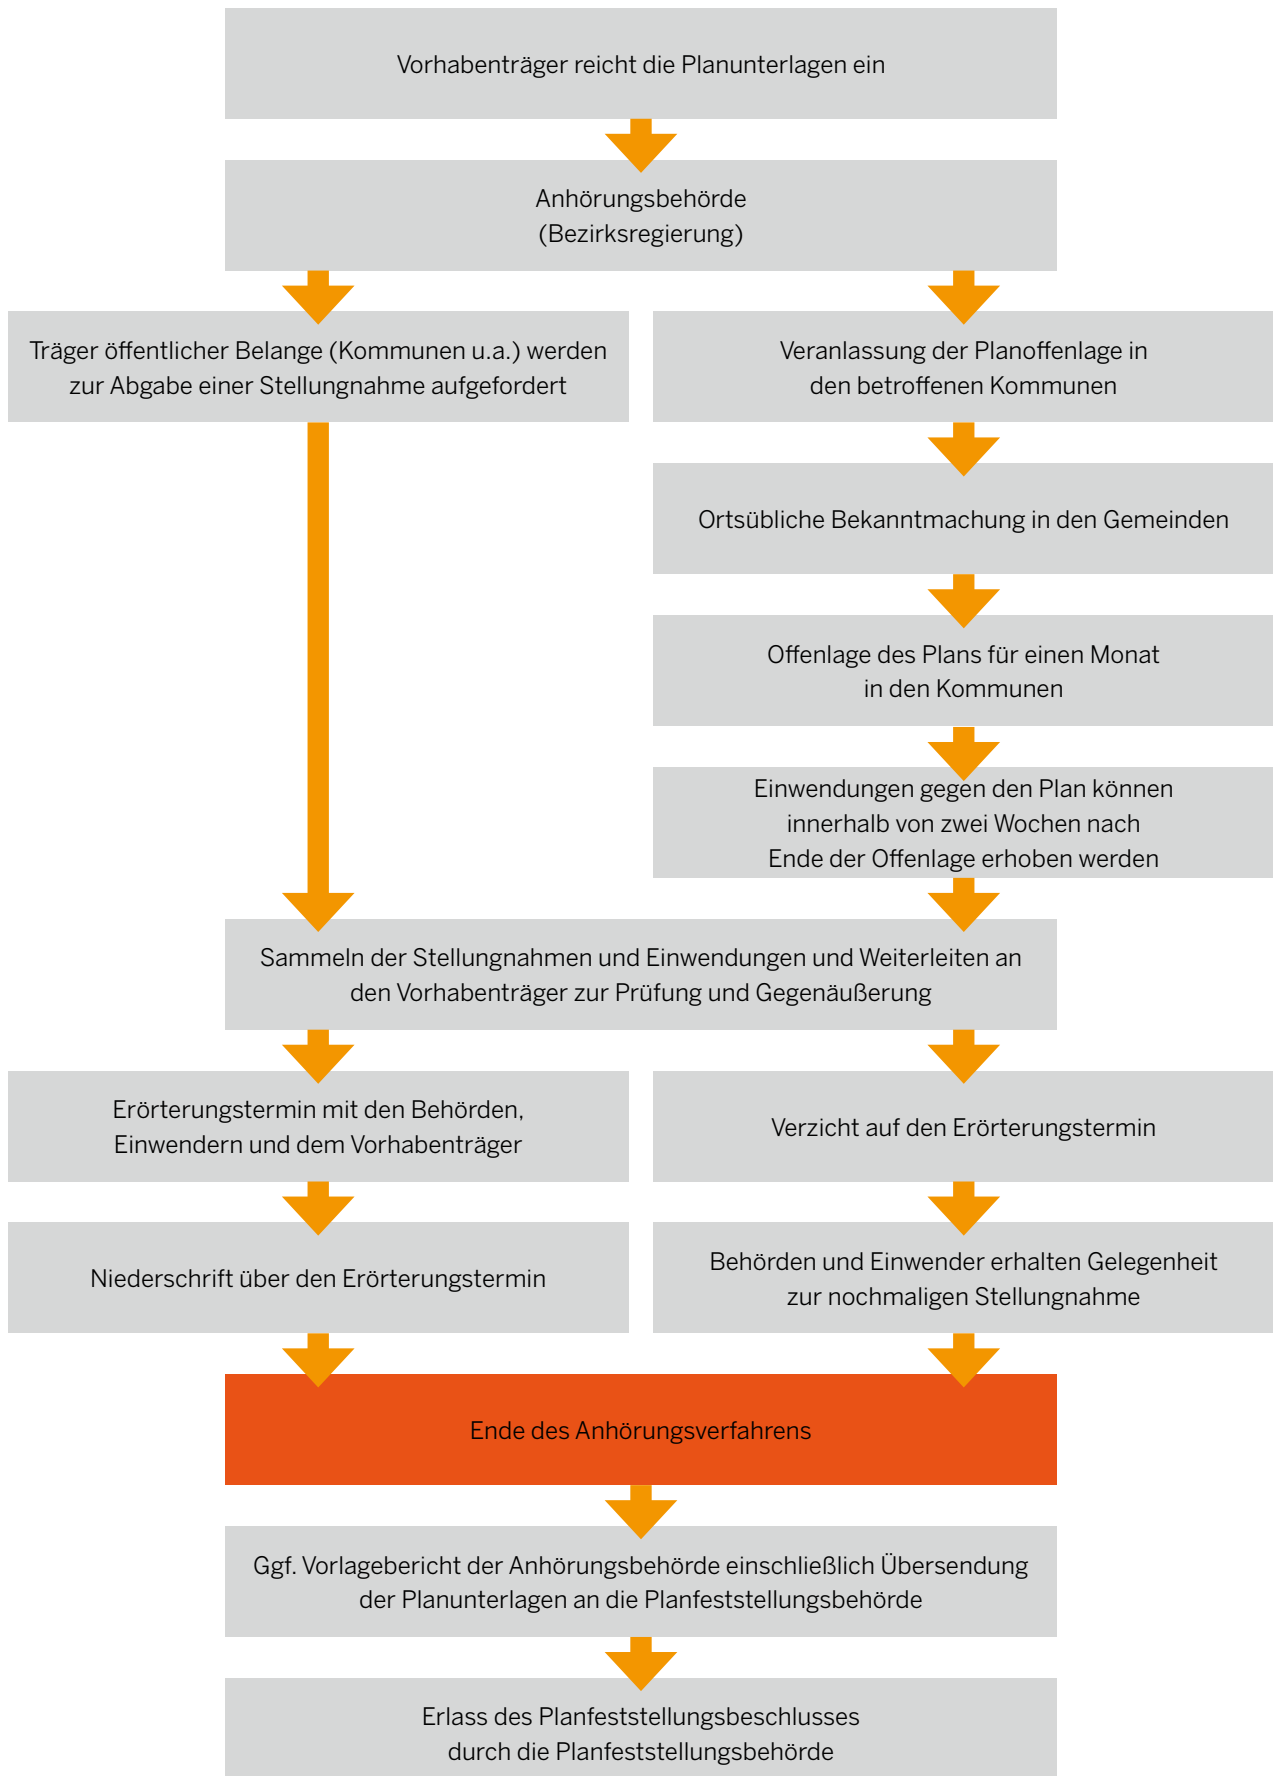 Vorhabenträger reicht die Planunterlagen ein
Anhörungsbehörde
(Bezirksregierung)
Träger öffentlicher Belange (Kommunen u.a.) werden
zur Abgabe einer Stellungnahme aufgefordert
Veranlassung der Planoffenlage in
den betroffenen Kommunen
Ortsübliche Bekanntmachung in den Gemeinden
Offenlage des Plans für einen Monat
in den Kommunen
Einwendungen gegen den Plan können
innerhalb von zwei Wochen nach
Ende der Offenlage erhoben werden
Sammeln der Stellungnahmen und Einwendungen und Weiterleiten an
den Vorhabenträger zur Prüfung und Gegenäußerung
Erörterungstermin mit den Behörden,
Einwendern und dem Vorhabenträger
Verzicht auf den Erörterungstermin
Niederschrift über den Erörterungstermin
Behörden und Einwender erhalten Gelegenheit
zur nochmaligen Stellungnahme
Ende des Anhörungsverfahrens
Ggf. Vorlagebericht der Anhörungsbehörde einschließlich Übersendung
der Planunterlagen an die Planfeststellungsbehörde
Erlass des Planfeststellungsbeschlusses
durch die Planfeststellungsbehörde